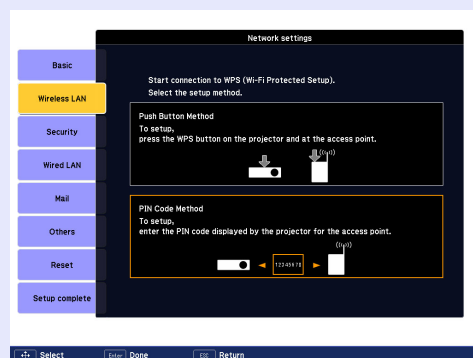 Network settings
Basic
Wireless LAN
Security
Wired LAN
Mail
Others
Reset
Setup complete
Start connection to WPS (Wi-Fi Protected Setup).
Select the setup method.
Push Button Method
To setup,
press the WPS button on the projector and at the access point.
PIN Code Method
To setup,
enter the PIN code displayed by the projector for the access point.
12345678
Select Enter Done ESC Return